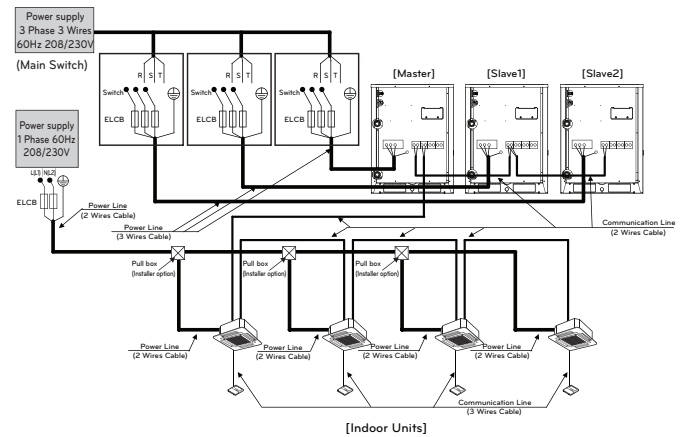 Power supply
3 Phase 3 Wires
60Hz 208/230V
(Main Switch)
R S T
Switch
ELCB
R S T
Switch
ELCB
R S T
Switch
ELCB
[Master]
[Slave1]
[Slave2]
Power supply
1 Phase 60Hz
208/230V
L(L1) N(L2)
ELCB
Power Line
(2 Wires Cable)
Power Line
(3 Wires Cable)
Communication Line
(2 Wires Cable)
Pull box
(Installer option)
Pull box
(Installer option)
Pull box
(Installer option)
Power Line
(2 Wires Cable)
Power Line
(2 Wires Cable)
Power Line
(2 Wires Cable)
Power Line
(2 Wires Cable)
Communication Line
(3 Wires Cable)
[Indoor Units]